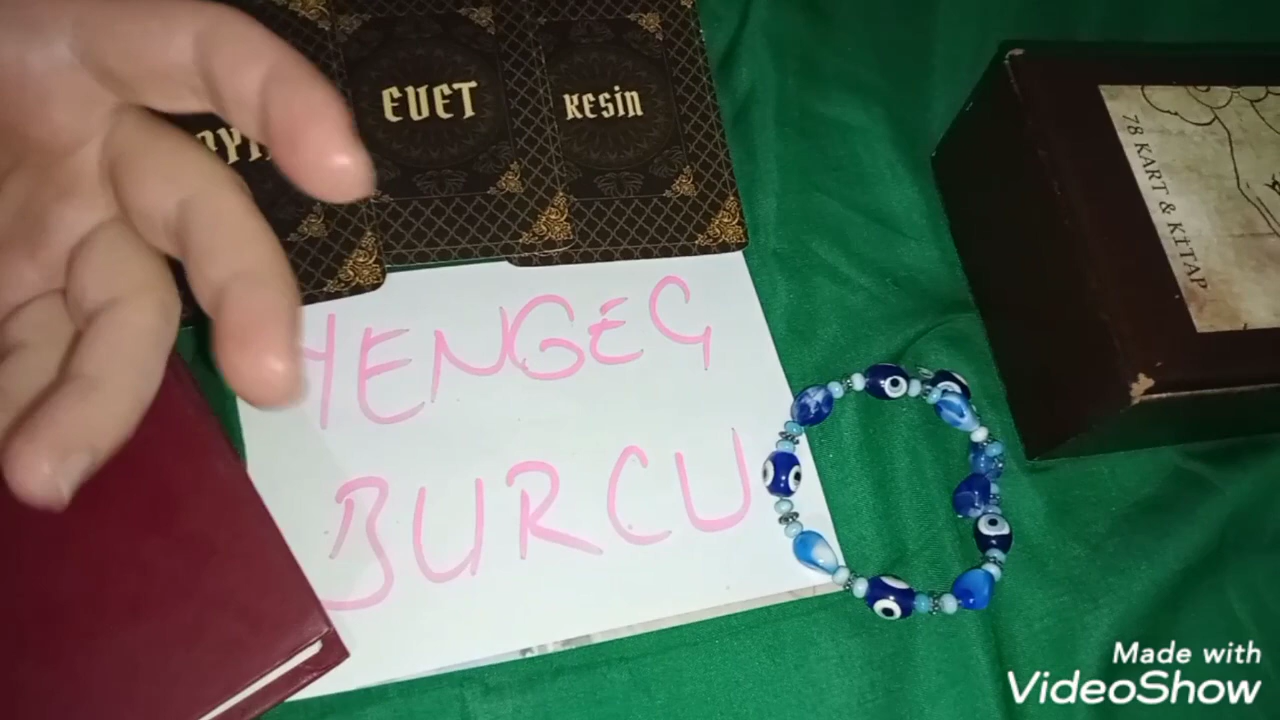 EVET
KESİN
78 KART & KİTAP
YENGEÇ
BURCU
Made with
VideoShow